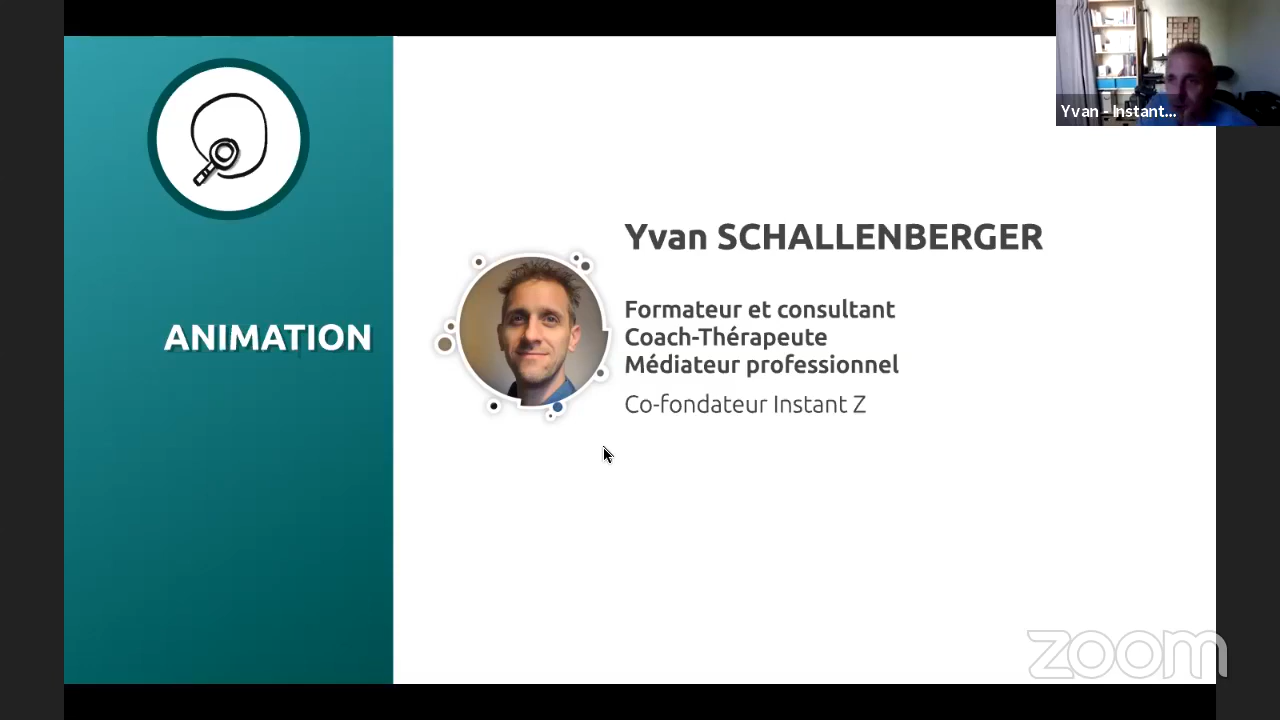 Yvan - Instant...
ANIMATION
Yvan SCHALLENBERGER
Formateur et consultant
Coach-Thérapeute
Médiateur professionnel
Co-fondateur Instant Z
zoom